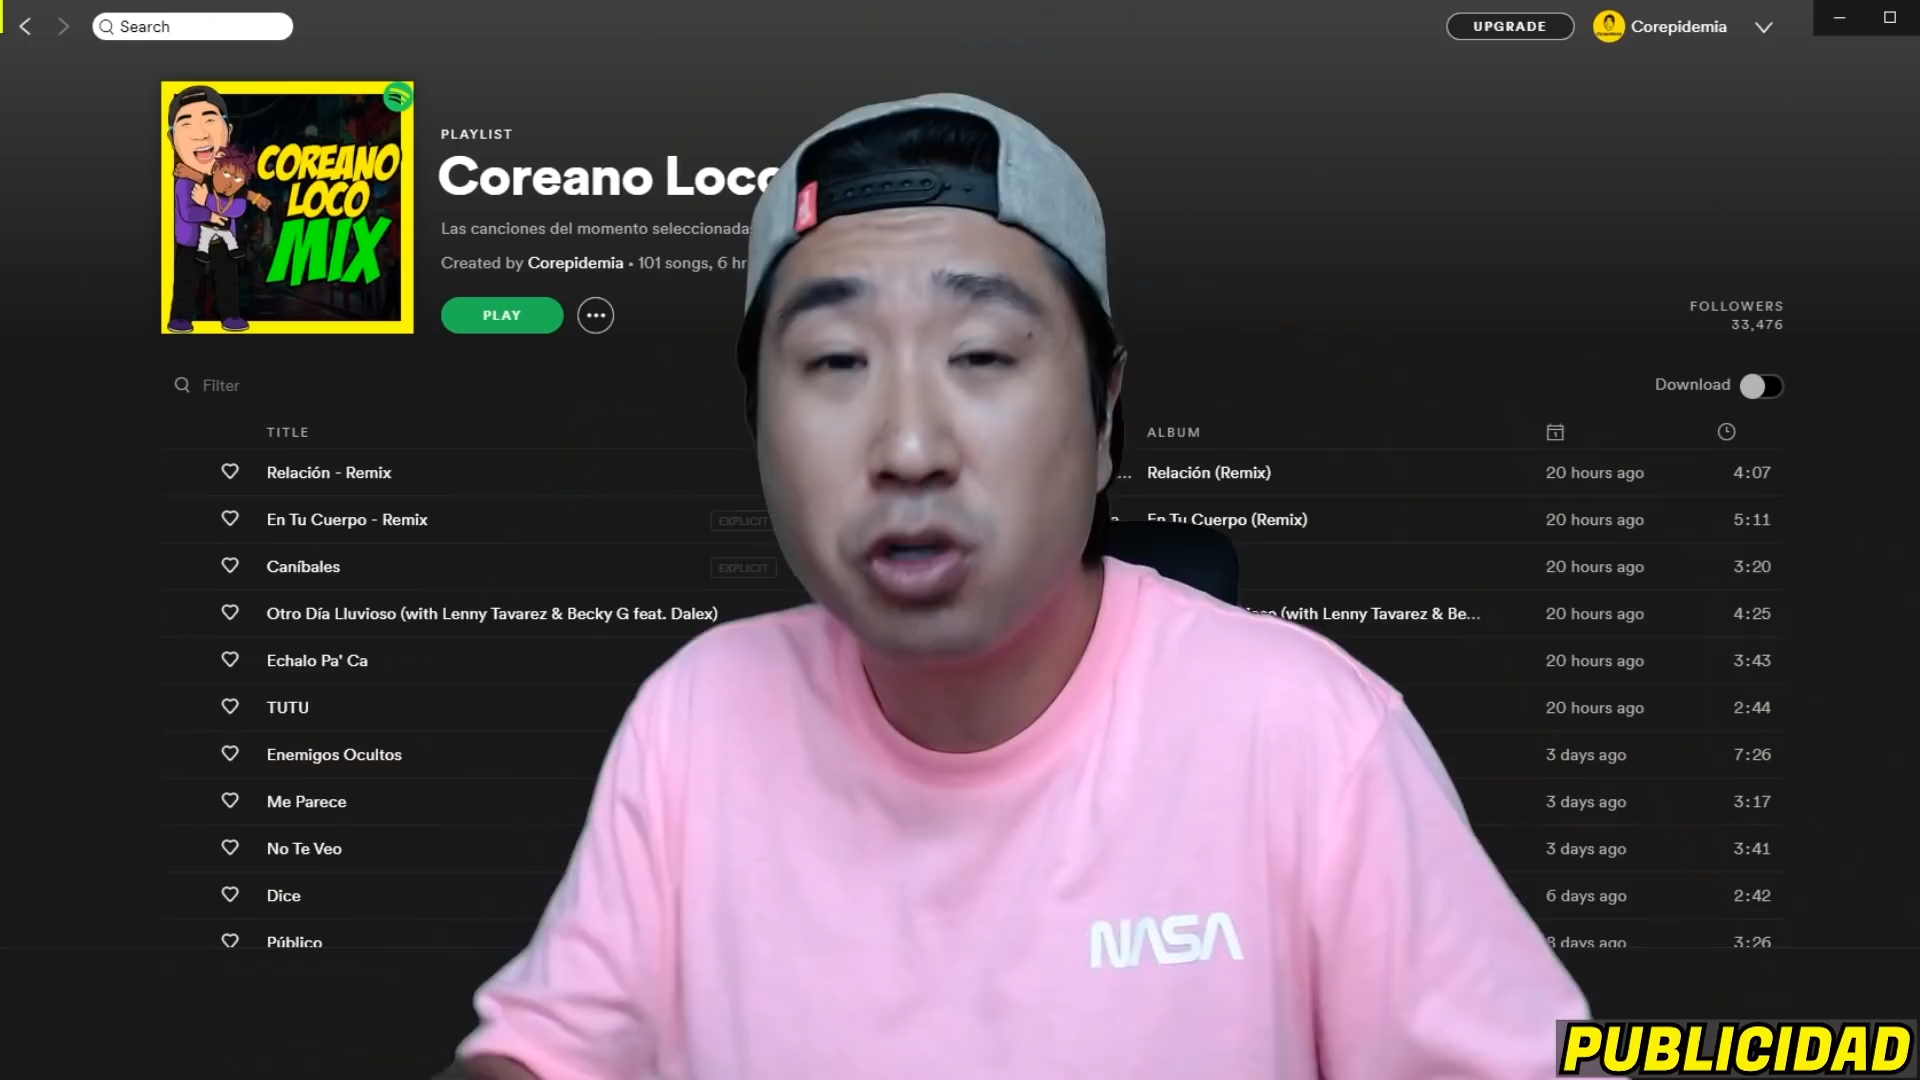 Search
UPGRADE
Corepidemia
COREANO
LOCO
MIX
PLAYLIST
Coreano Loco
Las canciones del momento seleccionadas
Created by Corepidemia • 101 songs, 6 hr
PLAY
FOLLOWERS
33,476
Filter
Download
TITLE ALBUM
Relación - Remix ... Relación (Remix) 20 hours ago 4:07
En Tu Cuerpo - Remix EXPLICIT En Tu Cuerpo (Remix) 20 hours ago 5:11
Caníbales EXPLICIT 20 hours ago 3:20
Otro Día Lluvioso (with Lenny Tavarez & Becky G feat. Dalex) (with Lenny Tavarez & Be... 20 hours ago 4:25
Echalo Pa' Ca 20 hours ago 3:43
TUTU 20 hours ago 2:44
Enemigos Ocultos 3 days ago 7:26
Me Parece 3 days ago 3:17
No Te Veo 3 days ago 3:41
Dice 6 days ago 2:42
Público 8 days ago 3:26
NASA
PUBLICIDAD